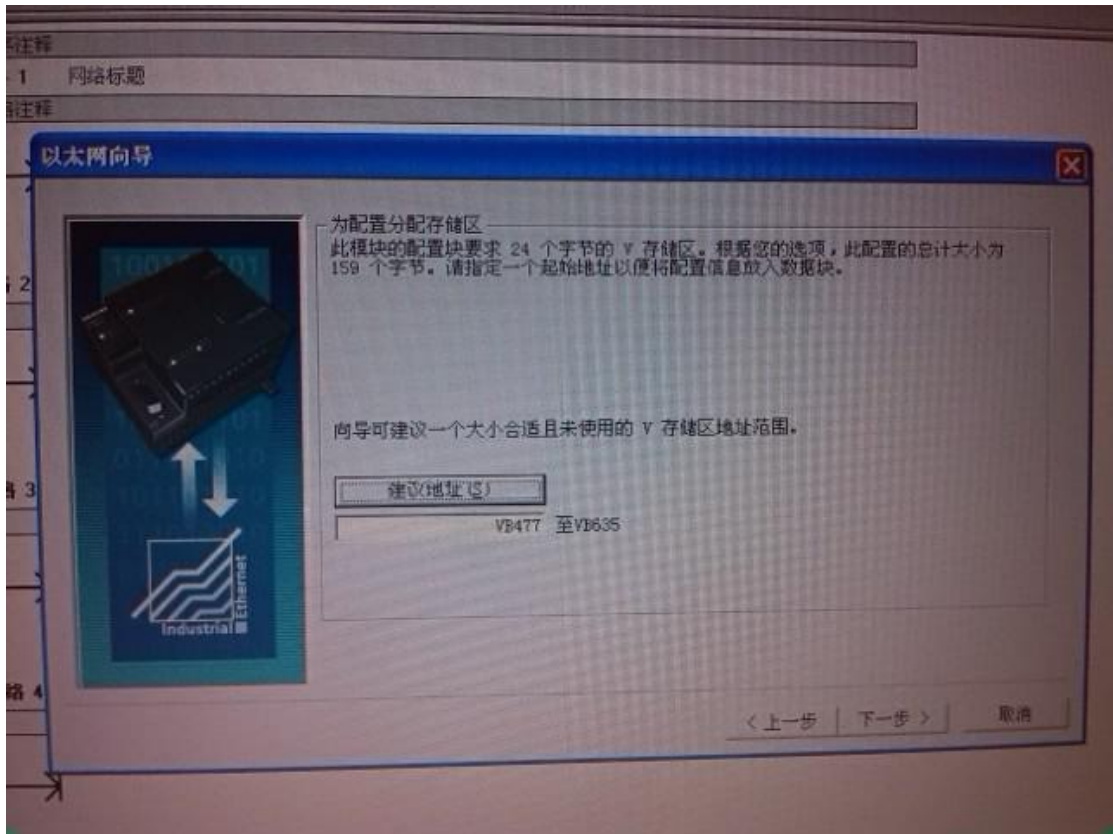 注释
1 网络标题
注释
以太网向导
为配置分配存储区
此模块的配置块要求 24 个字节的 V 存储区。根据您的选项，此配置的总计大小为
159 个字节。请指定一个起始地址以便将配置信息放入数据块。
2
向导可建议一个大小合适且未使用的 V 存储区地址范围。
3
建议地址(S)
VB477 至VB635
Industrial
Ethernet
络 4
< 上一步
下一步 >
取消